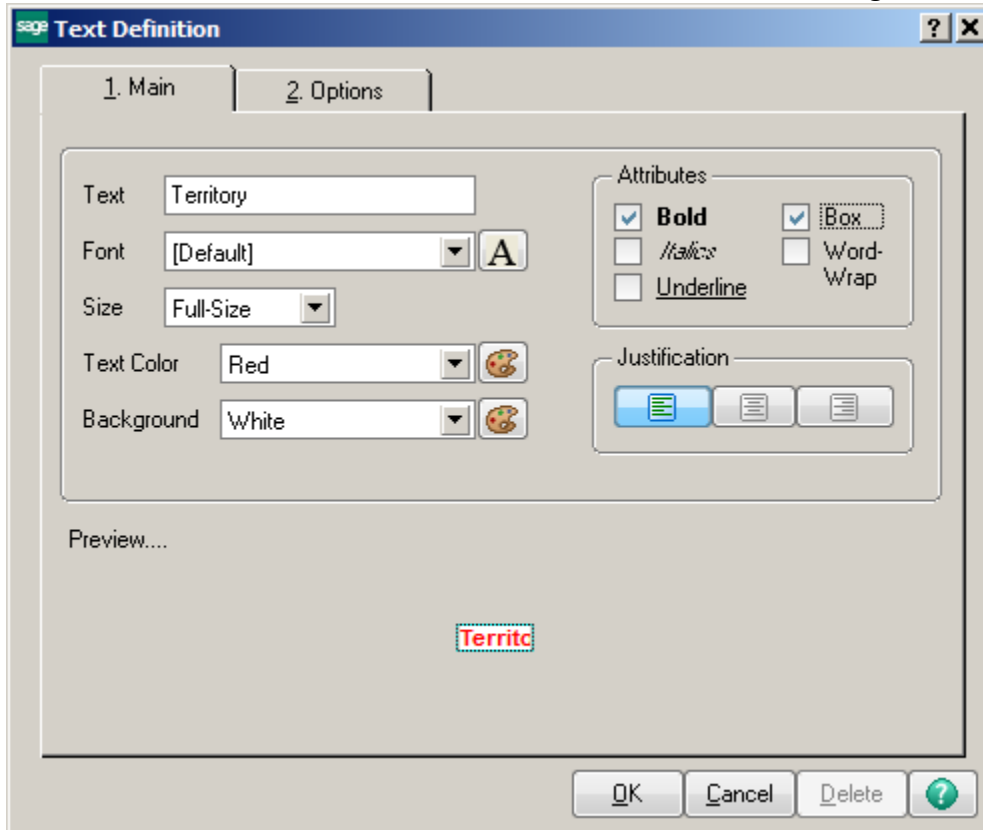 sage Text Definition
1. Main
2. Options
Text Territory
Font [Default] A
Size Full-Size
Text Color Red
Background White
Attributes
Bold Box
Italics Word-Wrap
Underline
Justification
Preview....
Territc
OK Cancel Delete ?